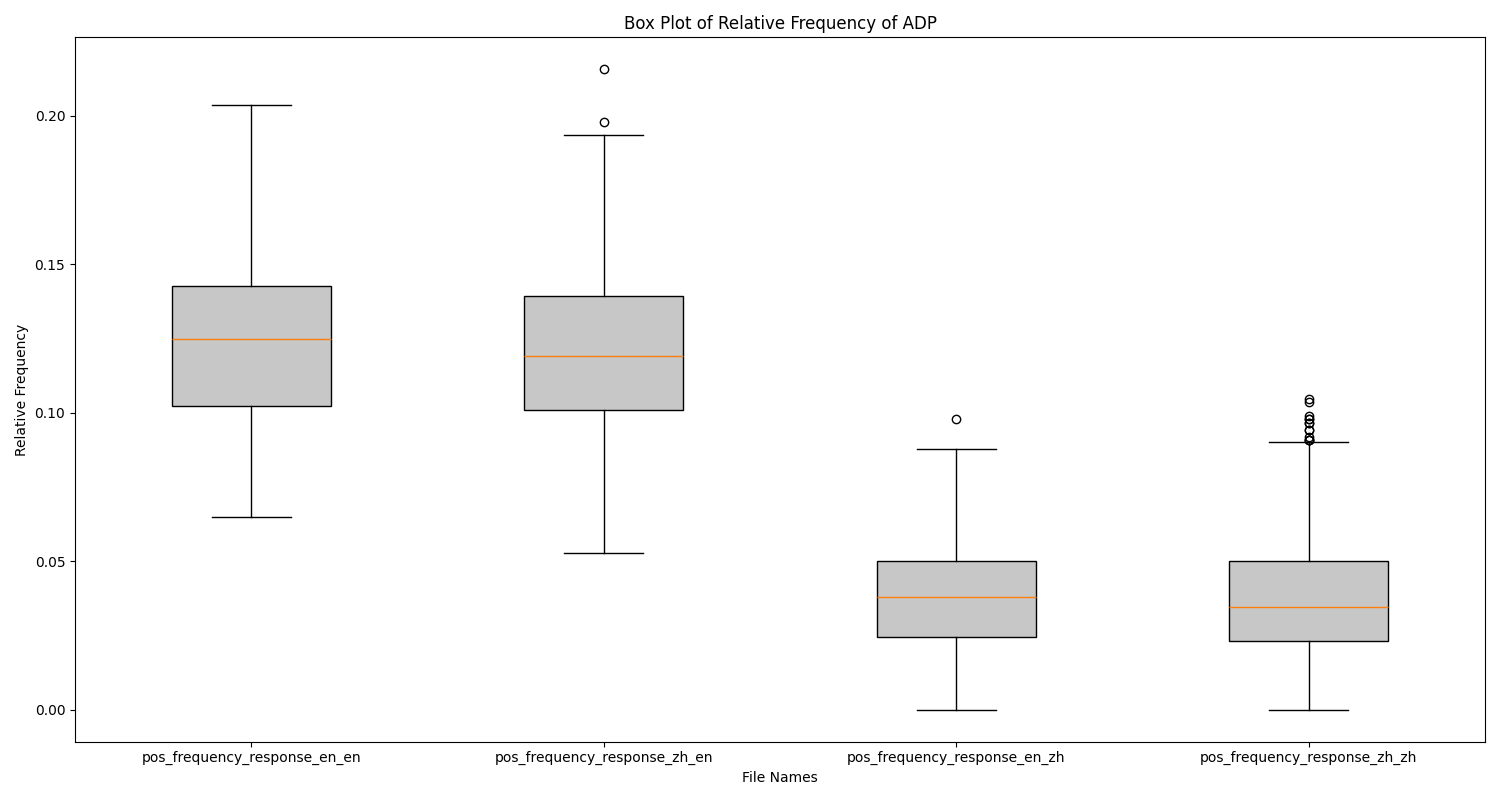 Box Plot of Relative Frequency of ADP
Relative Frequency
0.20
0.15
0.10
0.05
0.00
pos_frequency_response_en_en
pos_frequency_response_zh_en
pos_frequency_response_en_zh
pos_frequency_response_zh_zh
File Names